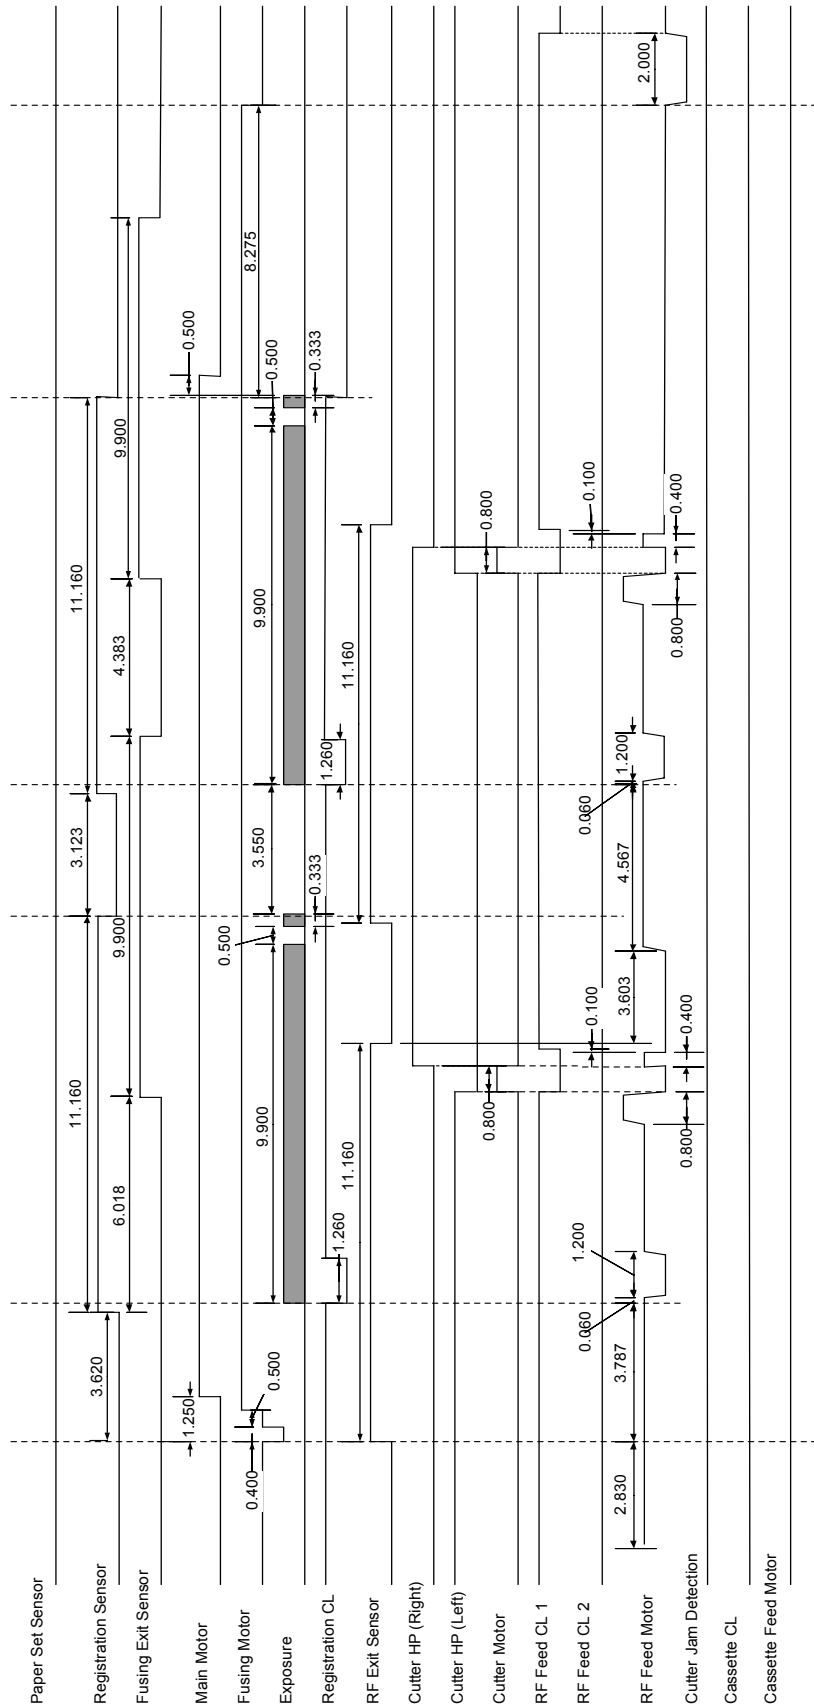 Paper Set Sensor
Registration Sensor
3.620
11.160
3.123
11.160
Fusing Exit Sensor
6.018
9.900
4.383
9.900
Main Motor
1.250
0.500
Fusing Motor
0.400
0.500
8.275
Exposure
9.900
0.500
3.550
9.900
0.500
Registration CL
1.260
0.333
1.260
0.333
RF Exit Sensor
11.160
11.160
Cutter HP (Right)
Cutter HP (Left)
Cutter Motor
0.800
0.800
RF Feed CL 1
RF Feed CL 2
0.060
1.200
0.100
0.060
0.100
RF Feed Motor
2.830
3.787
3.603
4.567
1.200
2.000
Cutter Jam Detection
0.800
0.400
0.800
0.400
Cassette CL
Cassette Feed Motor